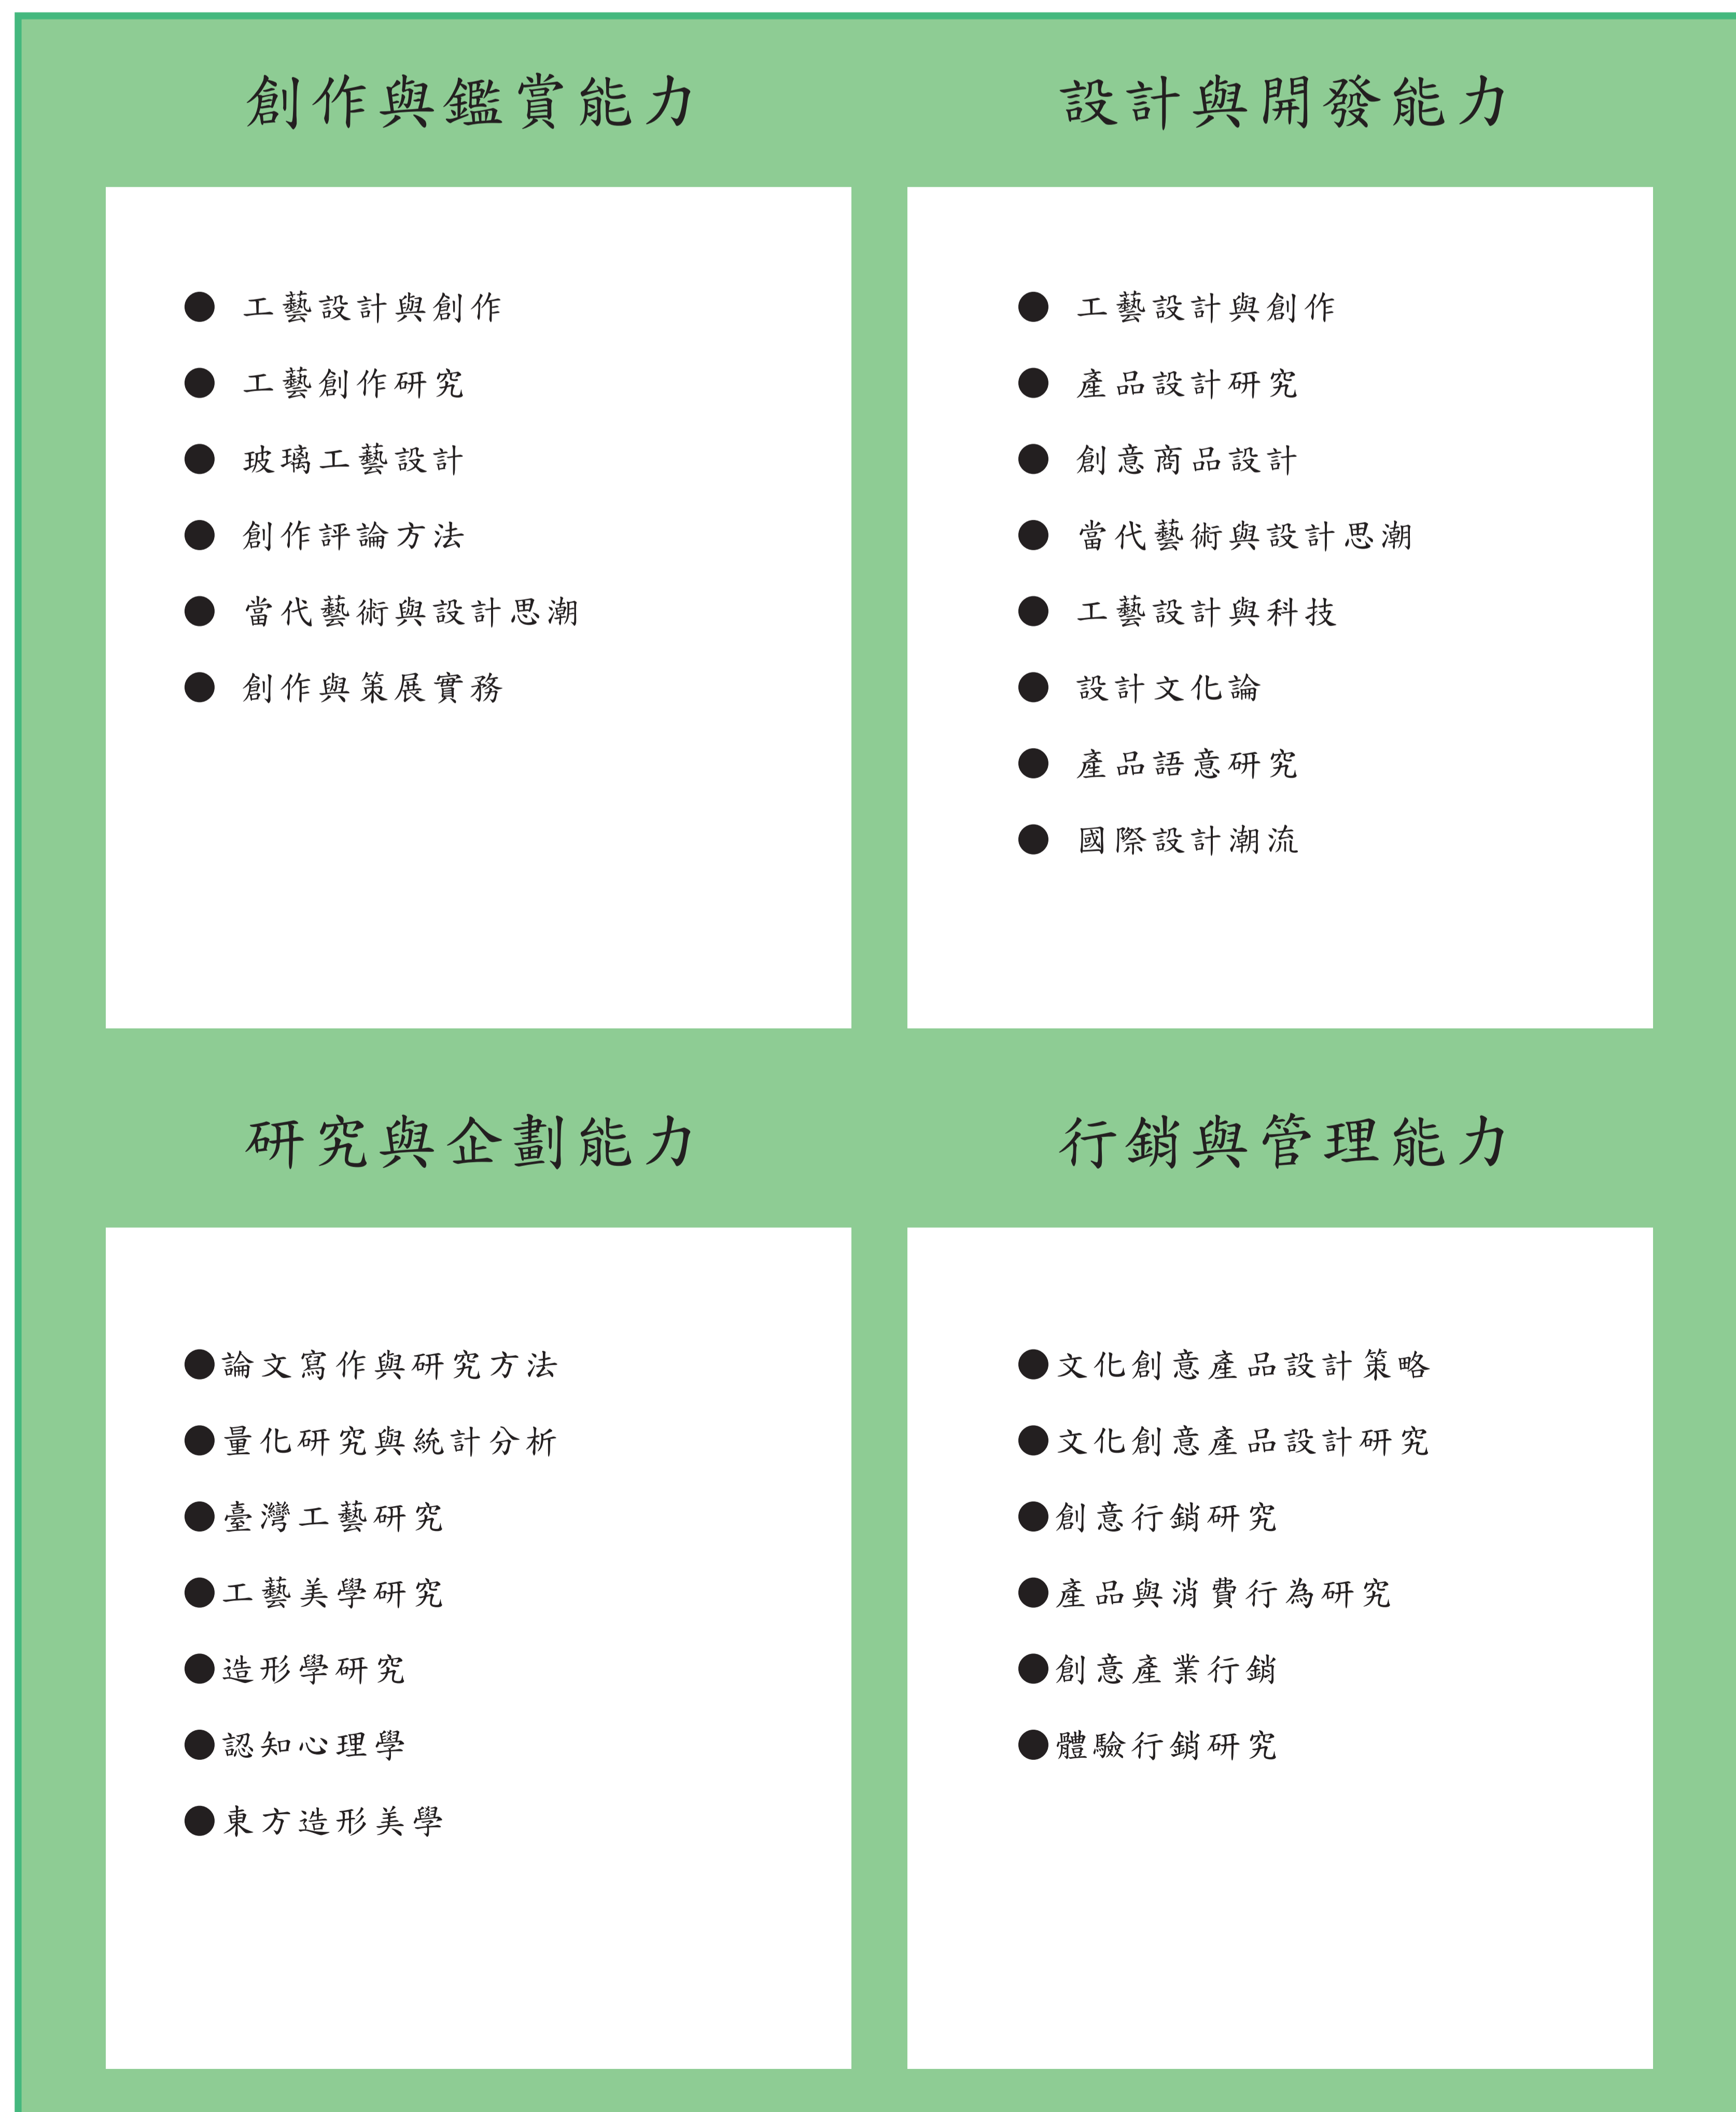 創作與鑑賞能力
● 工藝設計與創作
● 工藝創作研究
● 玻璃工藝設計
● 創作評論方法
● 當代藝術與設計思潮
● 創作與策展實務
設計與開發能力
● 工藝設計與創作
● 產品設計研究
● 創意商品設計
● 當代藝術與設計思潮
● 工藝設計與科技
● 設計文化論
● 產品語意研究
● 國際設計潮流
研究與企劃能力
●論文寫作與研究方法
●量化研究與統計分析
●臺灣工藝研究
●工藝美學研究
●造形學研究
●認知心理學
●東方造形美學
行銷與管理能力
●文化創意產品設計策略
●文化創意產品設計研究
●創意行銷研究
●產品與消費行為研究
●創意產業行銷
●體驗行銷研究